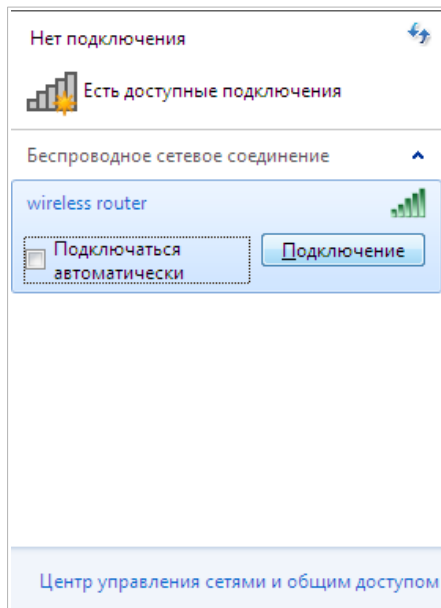 Нет подключения
Есть доступные подключения
Беспроводное сетевое соединение
wireless router
Подключаться
автоматически
Подключение
Центр управления сетями и общим доступом